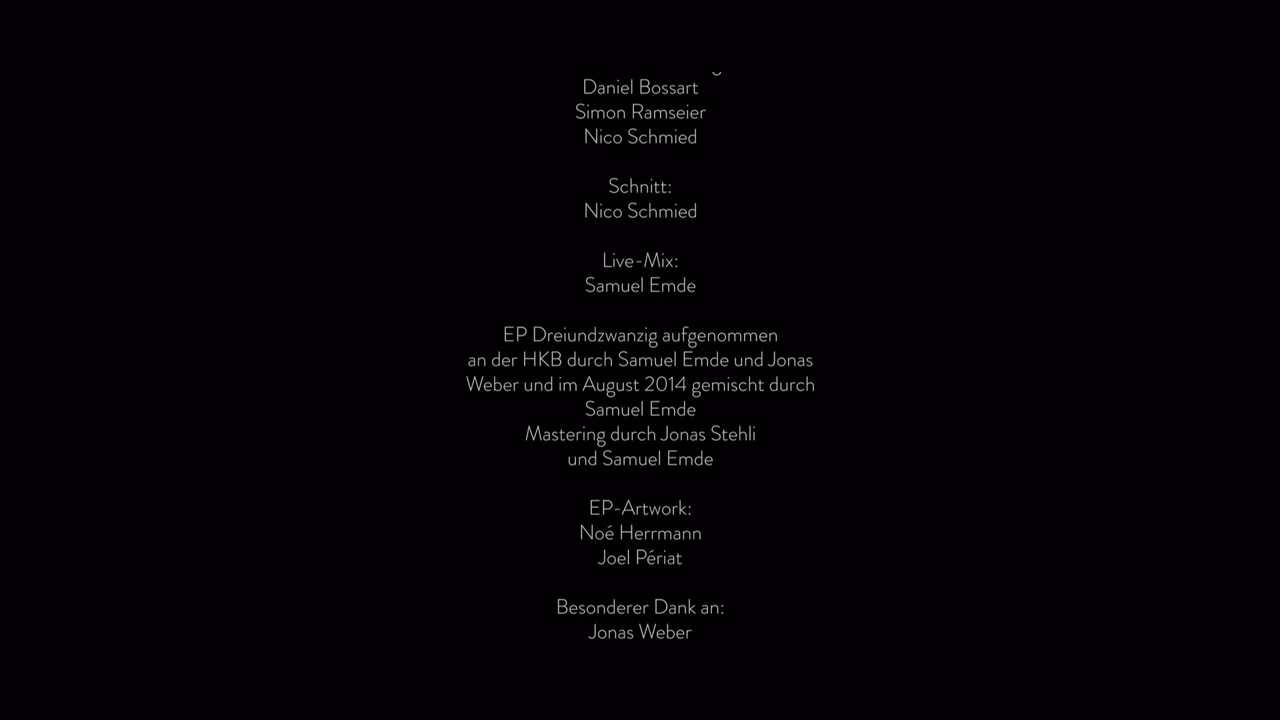 Daniel Bossart
Simon Ramseier
Nico Schmied
Schnitt:
Nico Schmied
Live-Mix:
Samuel Emde
EP Dreiundzwanzig aufgenommen
an der HKB durch Samuel Emde und Jonas
Weber und im August 2014 gemischt durch
Samuel Emde
Mastering durch Jonas Stehli
und Samuel Emde
EP-Artwork:
Noé Herrmann
Joel Périat
Besonderer Dank an:
Jonas Weber